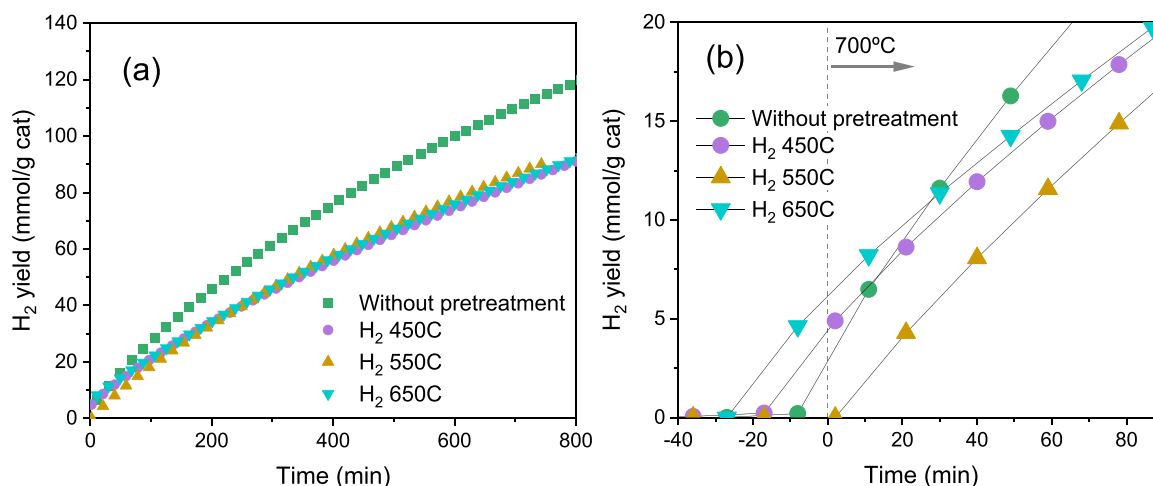 (a)
H₂ yield (mmol/g cat)
140
120
100
80
60
40
20
0
Without pretreatment
H₂ 450C
H₂ 550C
H₂ 650C
0
200
400
600
800
Time (min)
(b)
700ºC
H₂ yield (mmol/g cat)
20
15
10
5
0
Without pretreatment
H₂ 450C
H₂ 550C
H₂ 650C
-40
-20
0
20
40
60
80
Time (min)